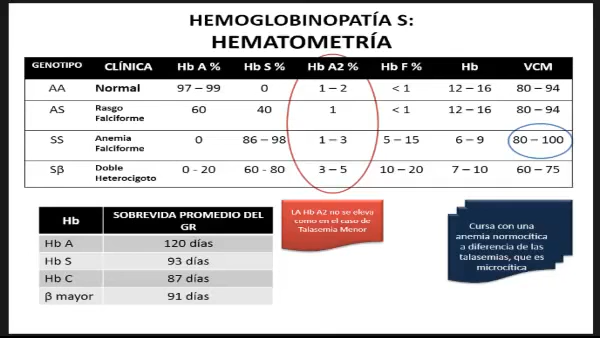 HEMOGLOBINOPATÍA S:
HEMATOMETRÍA
GENOTIPO CLÍNICA Hb A % Hb S % Hb A2 % Hb F % Hb VCM
AA Normal 97 – 99 0 1 – 2 < 1 12 – 16 80 – 94
AS Rasgo Falciforme 60 40 1 < 1 12 – 16 80 – 94
SS Anemia Falciforme 0 86 – 98 1 – 3 5 – 15 6 – 9 80 – 100
Sβ Doble Heterocigoto 0 - 20 60 - 80 3 – 5 10 – 20 7 – 10 60 – 75
Hb SOBREVIDA PROMEDIO DEL GR
Hb A 120 días
Hb S 93 días
Hb C 87 días
β mayor 91 días
LA Hb A2 no se eleva
como en el caso de
Talasemia Menor
Cursa con una
anemia normocítica
a diferencia de las
talasemias, que es
microcítica